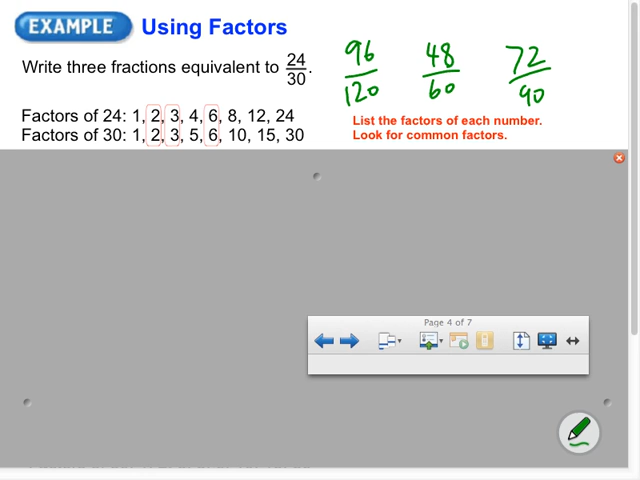 EXAMPLE Using Factors
Write three fractions equivalent to 24/30.
96/120 48/60 72/90
Factors of 24: 1, 2, 3, 4, 6, 8, 12, 24
Factors of 30: 1, 2, 3, 5, 6, 10, 15, 30
List the factors of each number.
Look for common factors.
Page 4 of 7